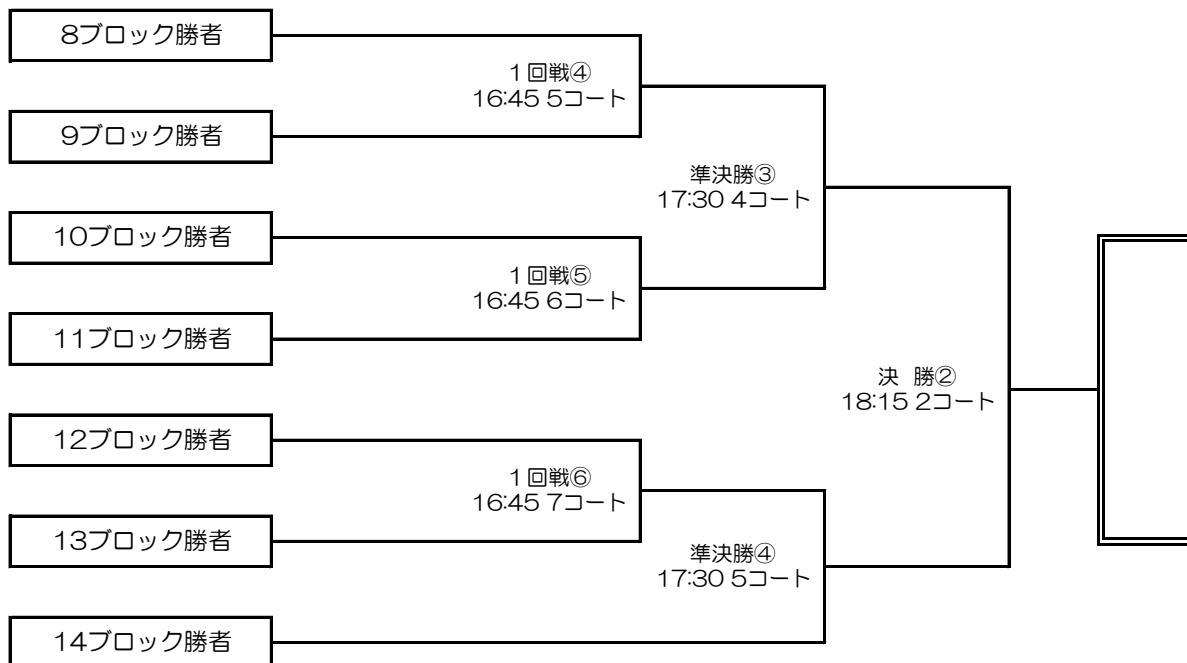 8ブロック勝者
1回戦④
16:45 5コート
9ブロック勝者
準決勝③
17:30 4コート
10ブロック勝者
1回戦⑤
16:45 6コート
11ブロック勝者
決 勝②
18:15 2コート
12ブロック勝者
1回戦⑥
16:45 7コート
13ブロック勝者
準決勝④
17:30 5コート
14ブロック勝者